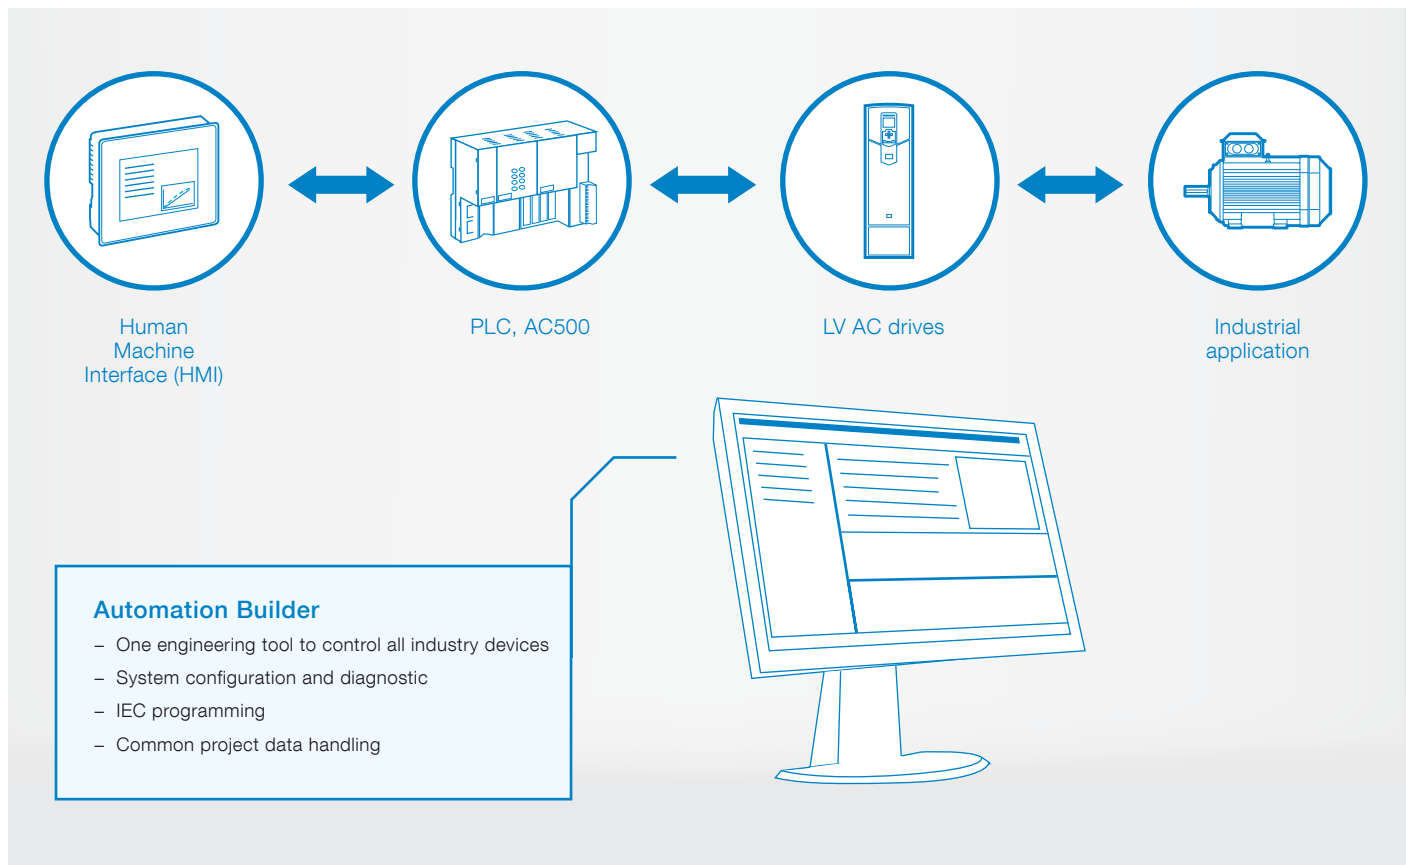 Human
Machine
Interface (HMI)
PLC, AC500
LV AC drives
Industrial
application
Automation Builder
– One engineering tool to control all industry devices
– System configuration and diagnostic
– IEC programming
– Common project data handling